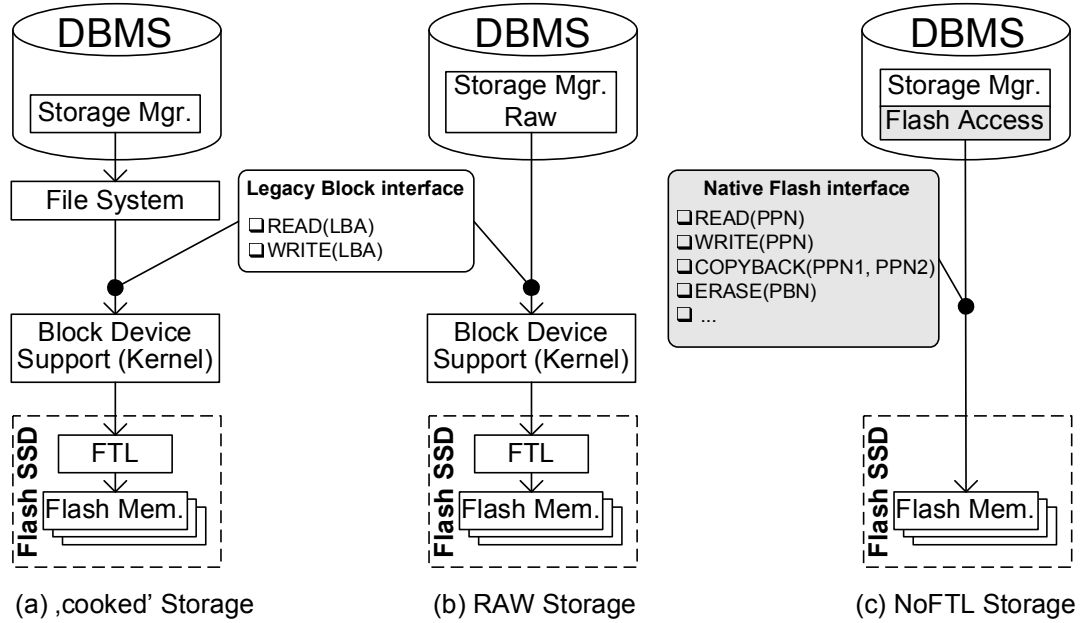 DBMS
Storage Mgr.
File System
Block Device
Support (Kernel)
Flash SSD
FTL
Flash Mem.
(a) ‚cooked’ Storage
Legacy Block interface
❑READ(LBA)
❑WRITE(LBA)
DBMS
Storage Mgr.
Raw
Block Device
Support (Kernel)
Flash SSD
FTL
Flash Mem.
(b) RAW Storage
Native Flash interface
❑READ(PPN)
❑WRITE(PPN)
❑COPYBACK(PPN1, PPN2)
❑ERASE(PBN)
❑ ...
DBMS
Storage Mgr.
Flash Access
Flash SSD
Flash Mem.
(c) NoFTL Storage